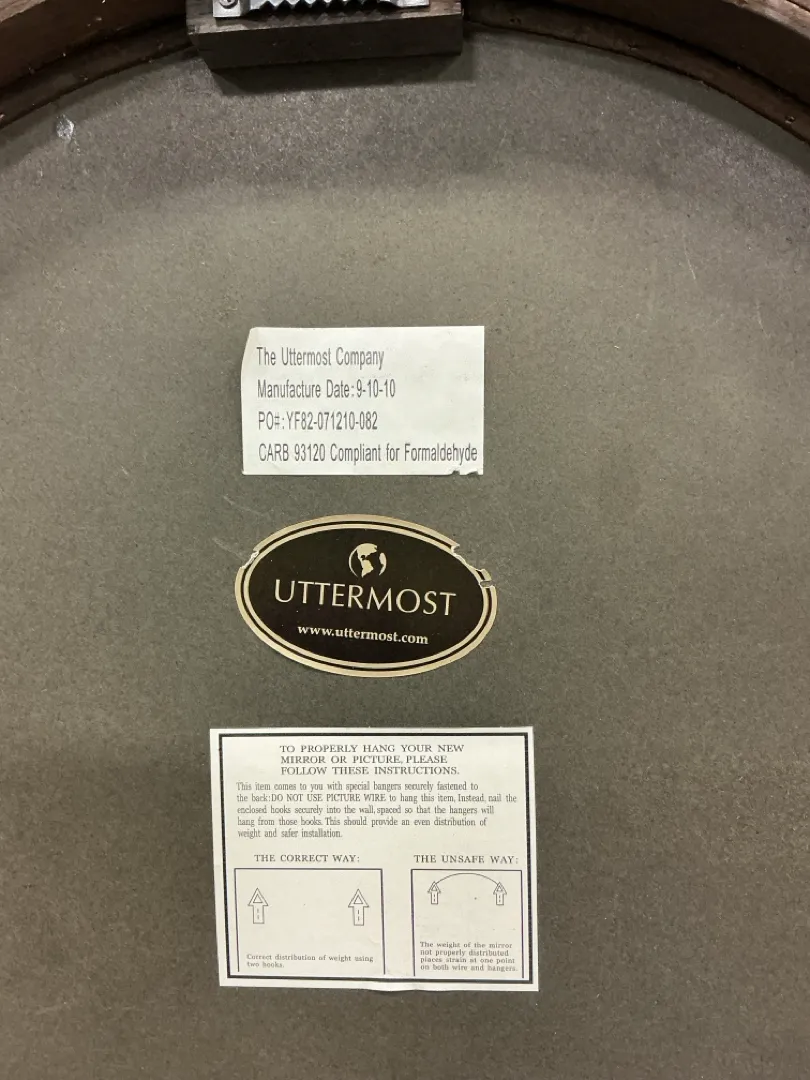 The Uttermost Company
Manufacture Date:9-10-10
PO#:YF82-071210-082
CARB 93120 Compliant for Formaldehyde
UTTERMOST
www.uttermost.com
TO PROPERLY HANG YOUR NEW
MIRROR OR PICTURE, PLEASE
FOLLOW THESE INSTRUCTIONS.
This item comes to you with special hangers securely fastened to
the back:DO NOT USE PICTURE WIRE to hang this item, Instead, nail the
enclosed hooks securely into the wall, spaced so that the hangers will
hang from those hooks. This should provide an even distribution of
weight and safer installation.
THE CORRECT WAY:
Correct distribution of weight using
two hooks.
THE UNSAFE WAY:
The weight of the mirror
not properly distributed
places strain at one point
on both wire and hangers.